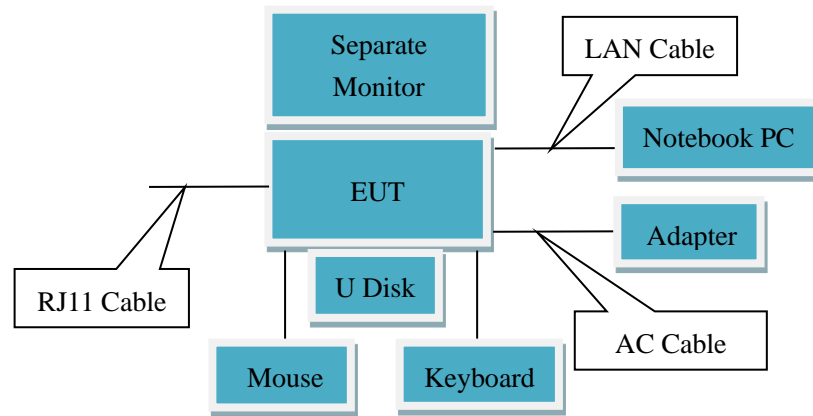 Separate
Monitor
LAN Cable
Notebook PC
EUT
Adapter
RJ11 Cable
U Disk
AC Cable
Mouse
Keyboard